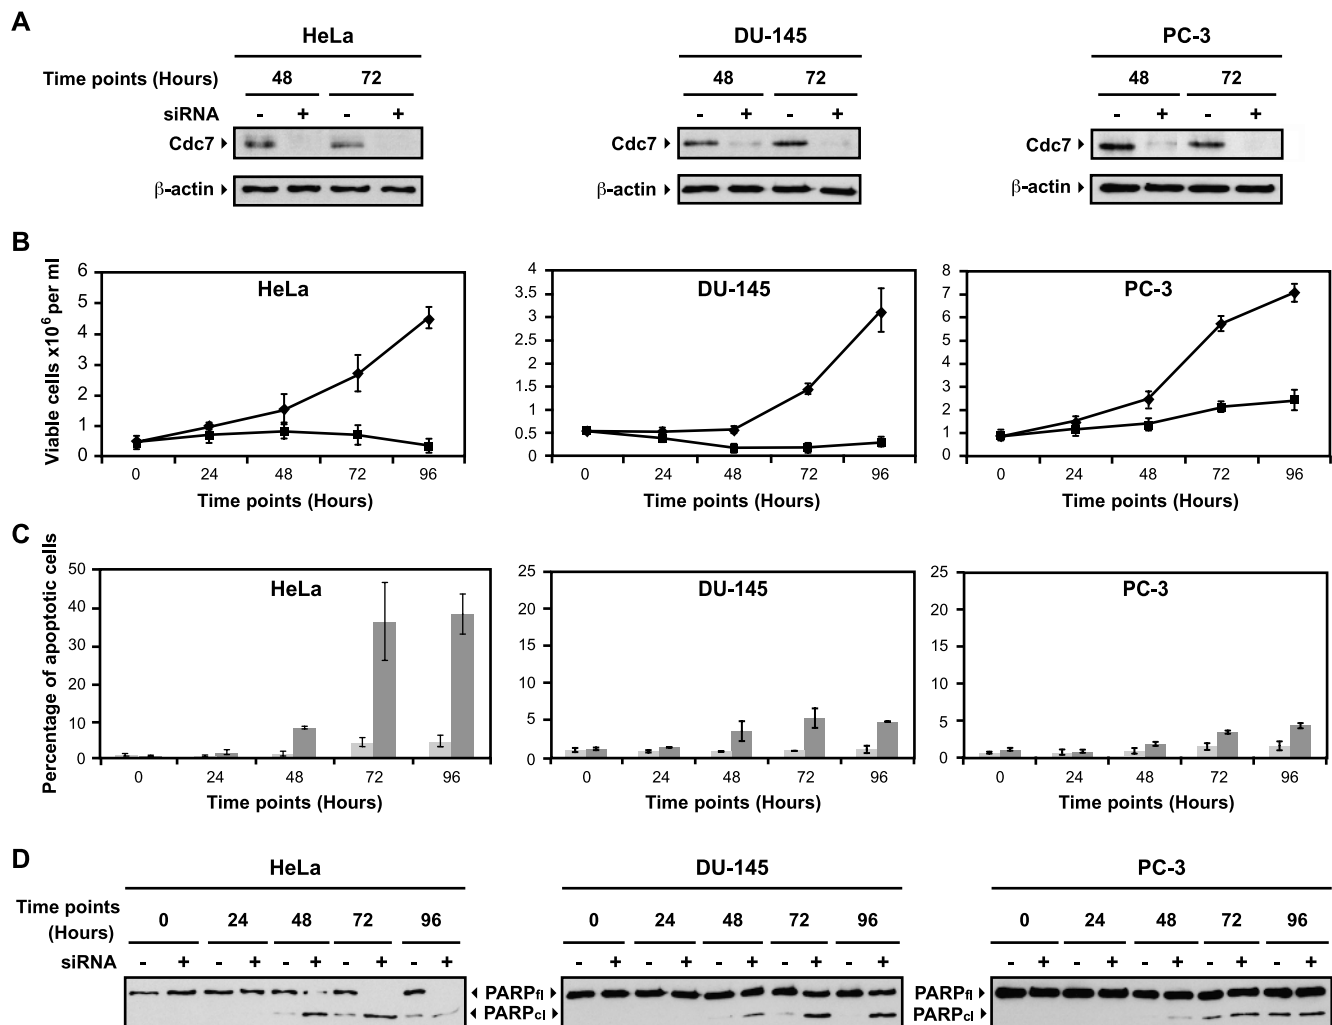 A
HeLa DU-145 PC-3
Time points (Hours) 48 72 48 72 48 72
siRNA - + - + - + - + - + - +
Cdc7 Cdc7 Cdc7
β-actin β-actin β-actin
B
Viable cells x10⁶ per ml
HeLa
6
5
4
3
2
1
0
0 24 48 72 96
Time points (Hours)
DU-145
4
3.5
3
2.5
2
1.5
1
0.5
0
0 24 48 72 96
Time points (Hours)
PC-3
8
7
6
5
4
3
2
1
0
0 24 48 72 96
Time points (Hours)
C
Percentage of apoptotic cells
HeLa
50
40
30
20
10
0
0 24 48 72 96
Time points (Hours)
DU-145
25
20
15
10
5
0
0 24 48 72 96
Time points (Hours)
PC-3
25
20
15
10
5
0
0 24 48 72 96
Time points (Hours)
D
HeLa DU-145 PC-3
Time points
(Hours)
0 24 48 72 96 0 24 48 72 96 0 24 48 72 96
siRNA - + - + - + - + - + - + - + - + - + - + - + - + - + - + - +
PARPfl PARPfl
PARPcl PARPcl